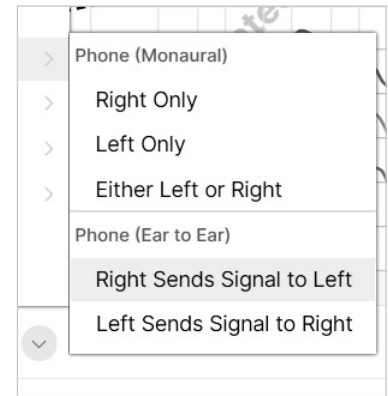 Phone (Monaural)
Right Only
Left Only
Either Left or Right
Phone (Ear to Ear)
Right Sends Signal to Left
Left Sends Signal to Right